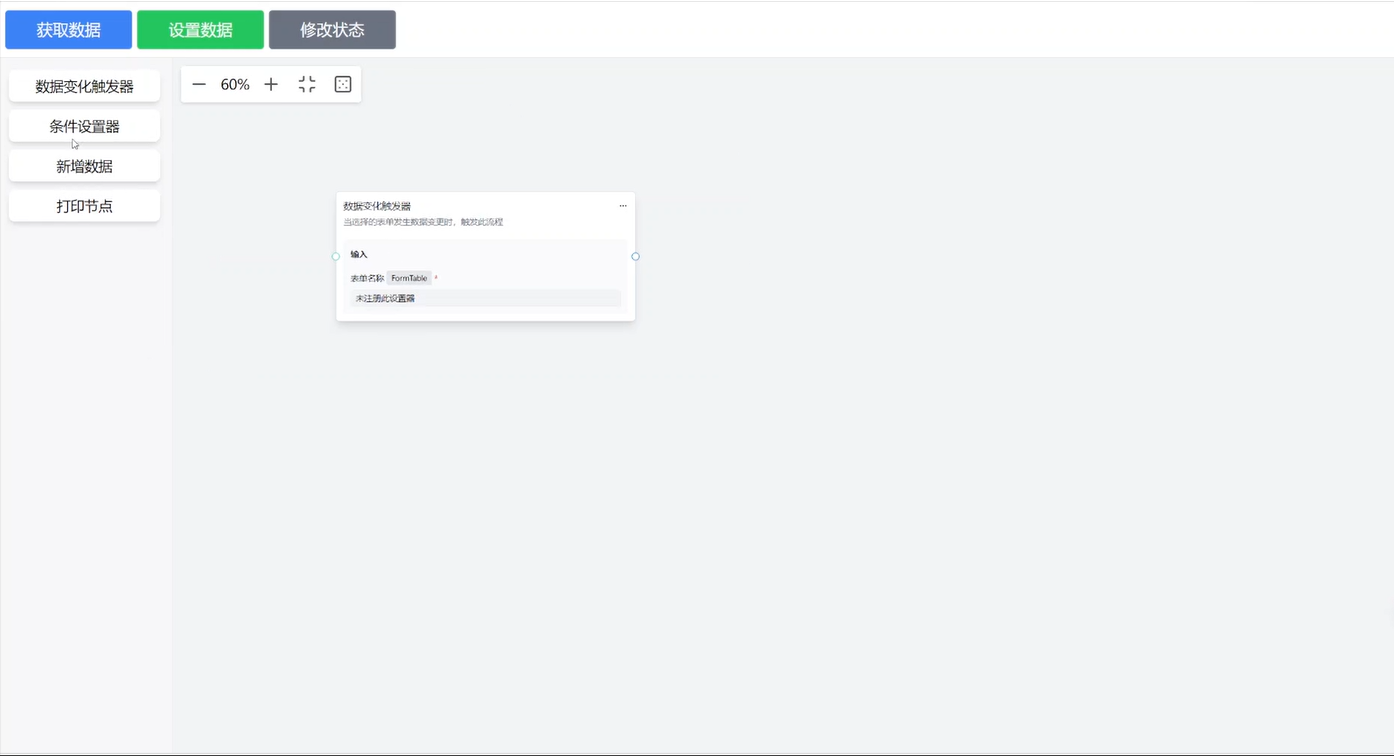 获取数据
设置数据
修改状态
数据变化触发器
条件设置器
新增数据
打印节点
60%
数据变化触发器
当选择的表单发生数据变更时，触发此流程
输入
表单名称 FormTable *
未注册此设置器